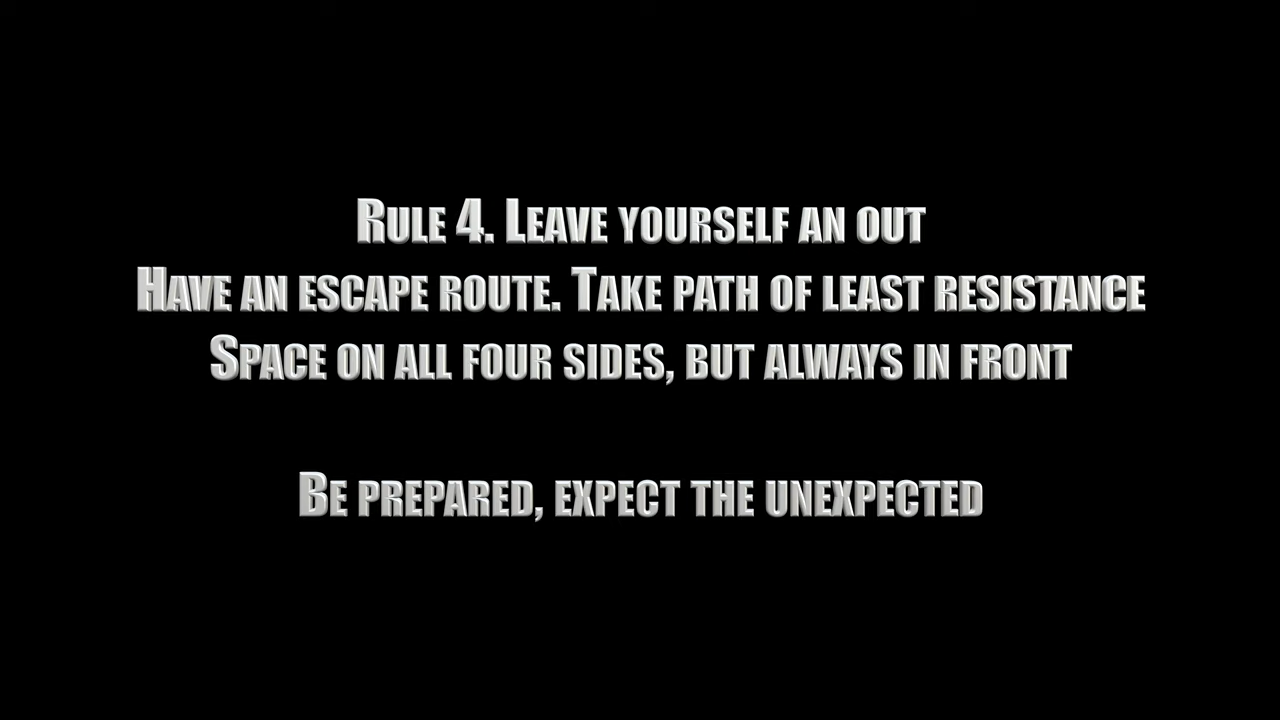 Rule 4. Leave yourself an out
Have an escape route. Take path of least resistance
Space on all four sides, but always in front
Be prepared, expect the unexpected